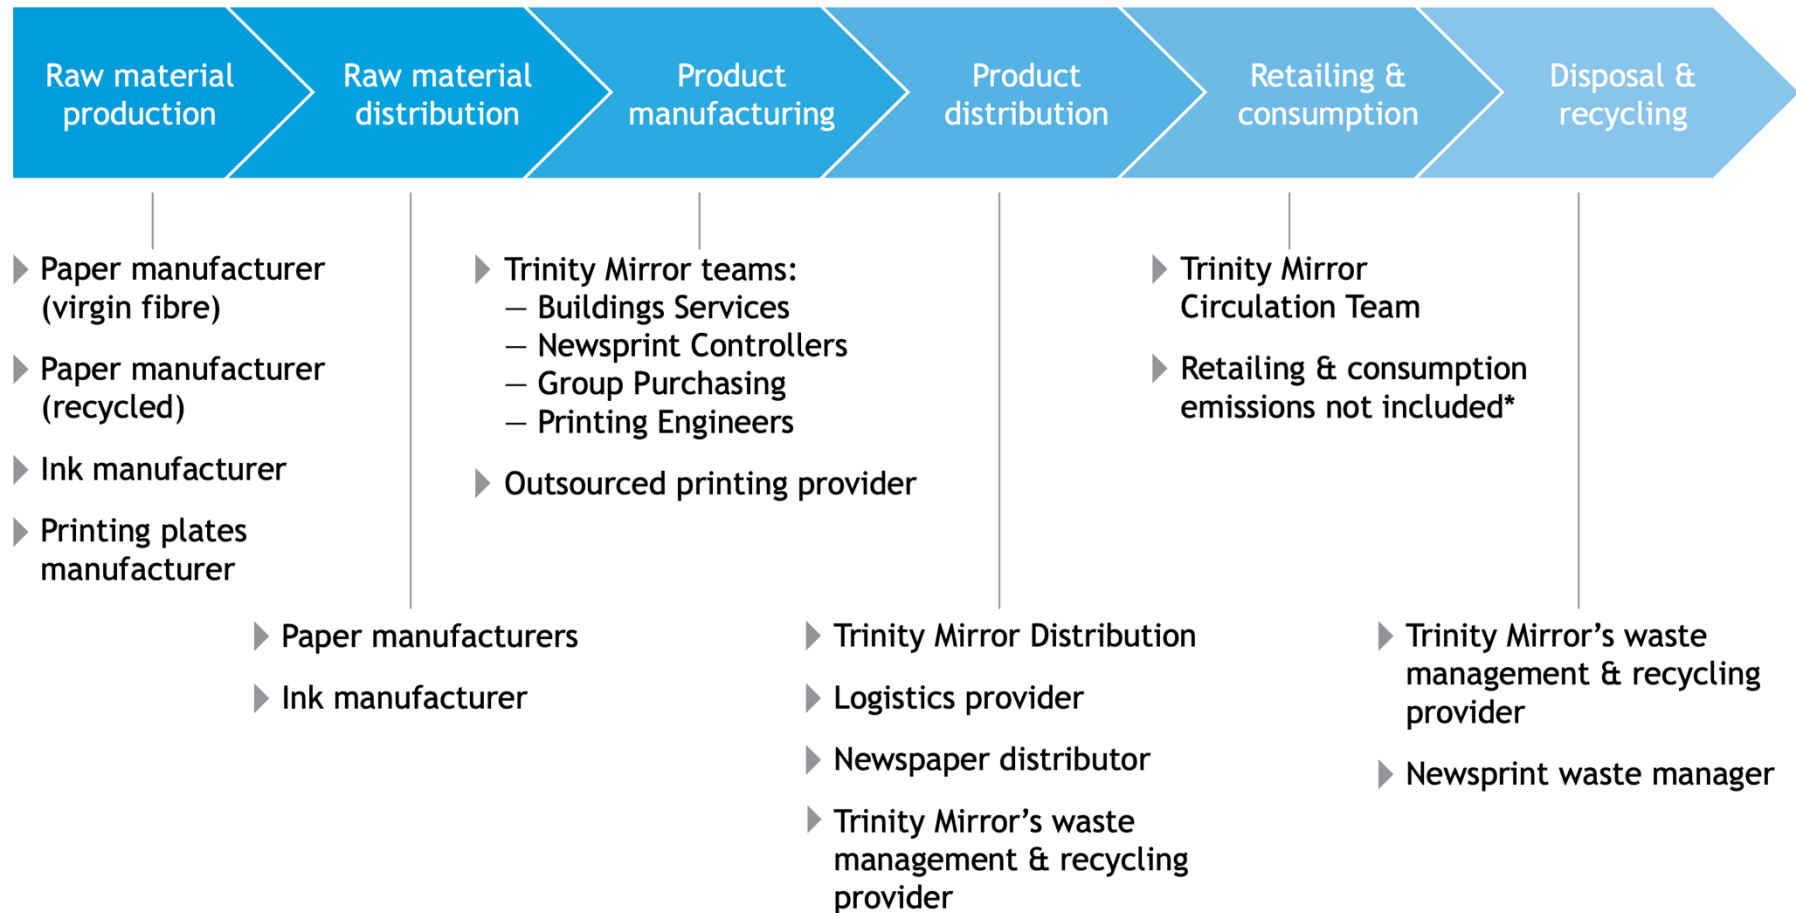 Raw material
production
Raw material
distribution
Product
manufacturing
Product
distribution
Retailing &
consumption
Disposal &
recycling
Paper manufacturer
(virgin fibre)
Paper manufacturer
(recycled)
Ink manufacturer
Printing plates
manufacturer
Paper manufacturers
Ink manufacturer
Trinity Mirror teams:
— Buildings Services
— Newsprint Controllers
— Group Purchasing
— Printing Engineers
Outsourced printing provider
Trinity Mirror Distribution
Logistics provider
Newspaper distributor
Trinity Mirror’s waste
management & recycling
provider
Trinity Mirror
Circulation Team
Retailing & consumption
emissions not included*
Trinity Mirror’s waste
management & recycling
provider
Newsprint waste manager